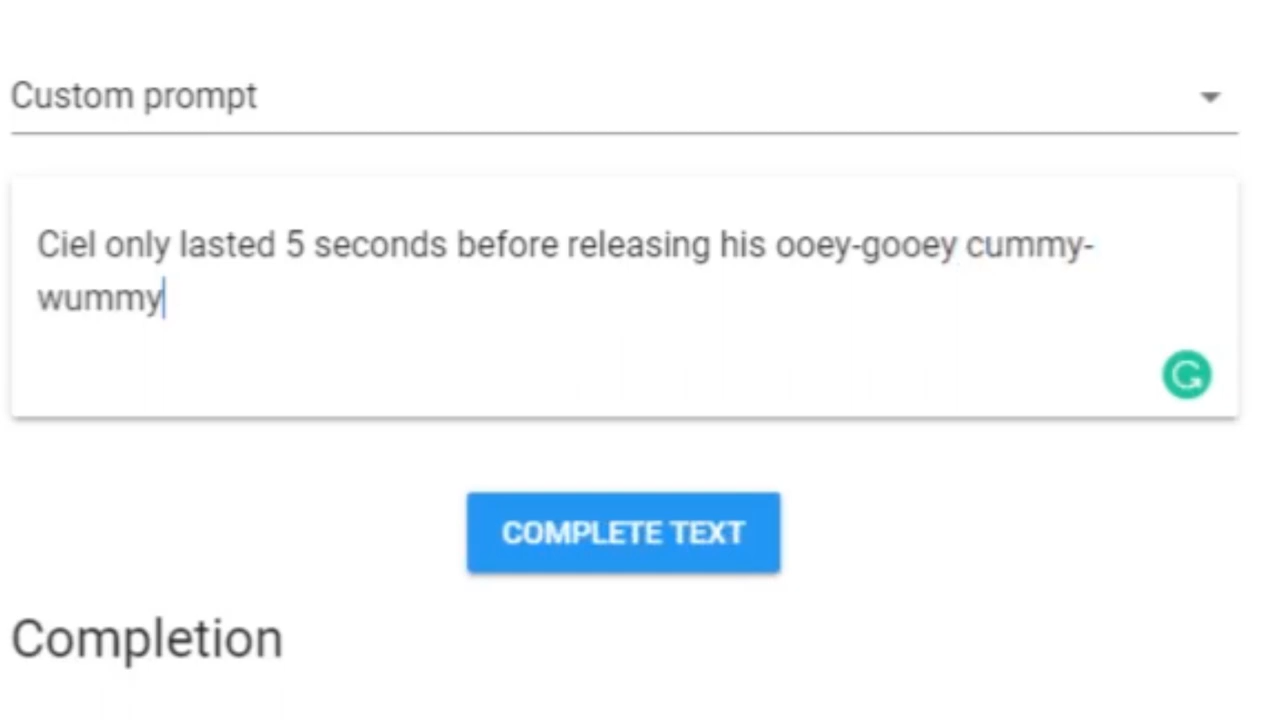 Custom prompt
Ciel only lasted 5 seconds before releasing his ooey-gooey cummy-
wummy
COMPLETE TEXT
Completion